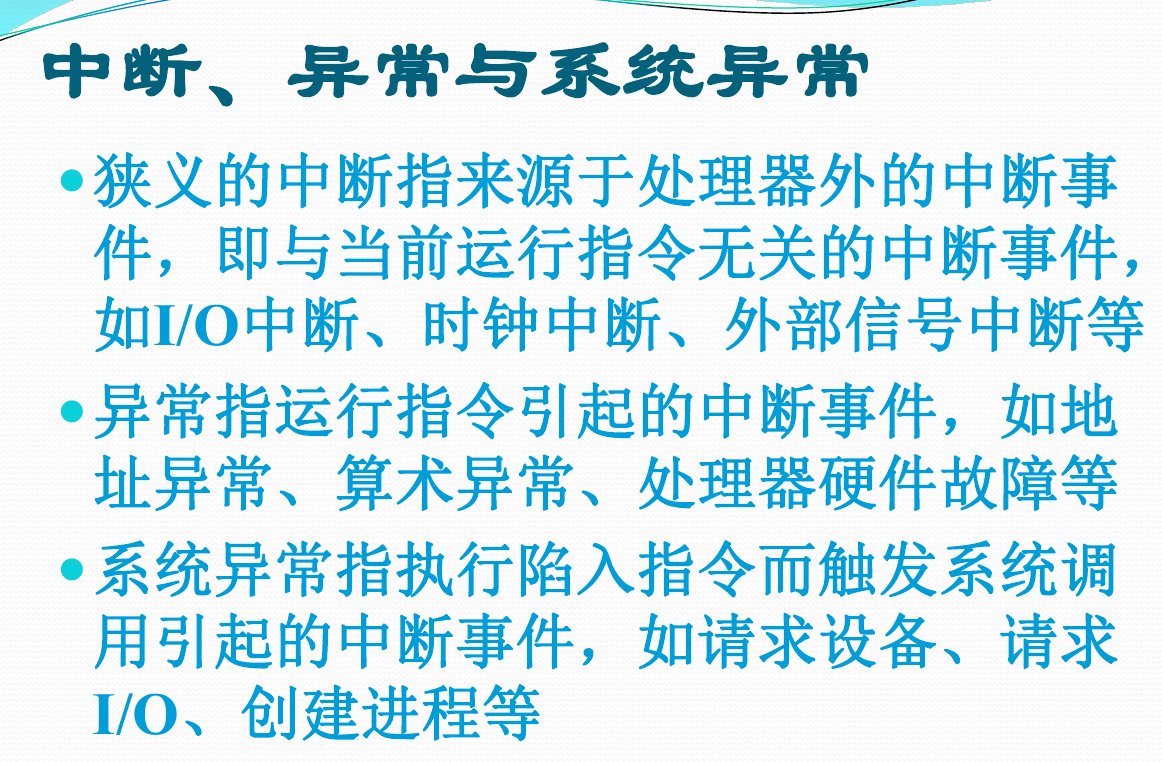 中断、异常与系统异常
•狭义的中断指来源于处理器外的中断事
件，即与当前运行指令无关的中断事件，
如I/O中断、时钟中断、外部信号中断等
•异常指运行指令引起的中断事件，如地
址异常、算术异常、处理器硬件故障等
•系统异常指执行陷入指令而触发系统调
用引起的中断事件，如请求设备、请求
I/O、创建进程等